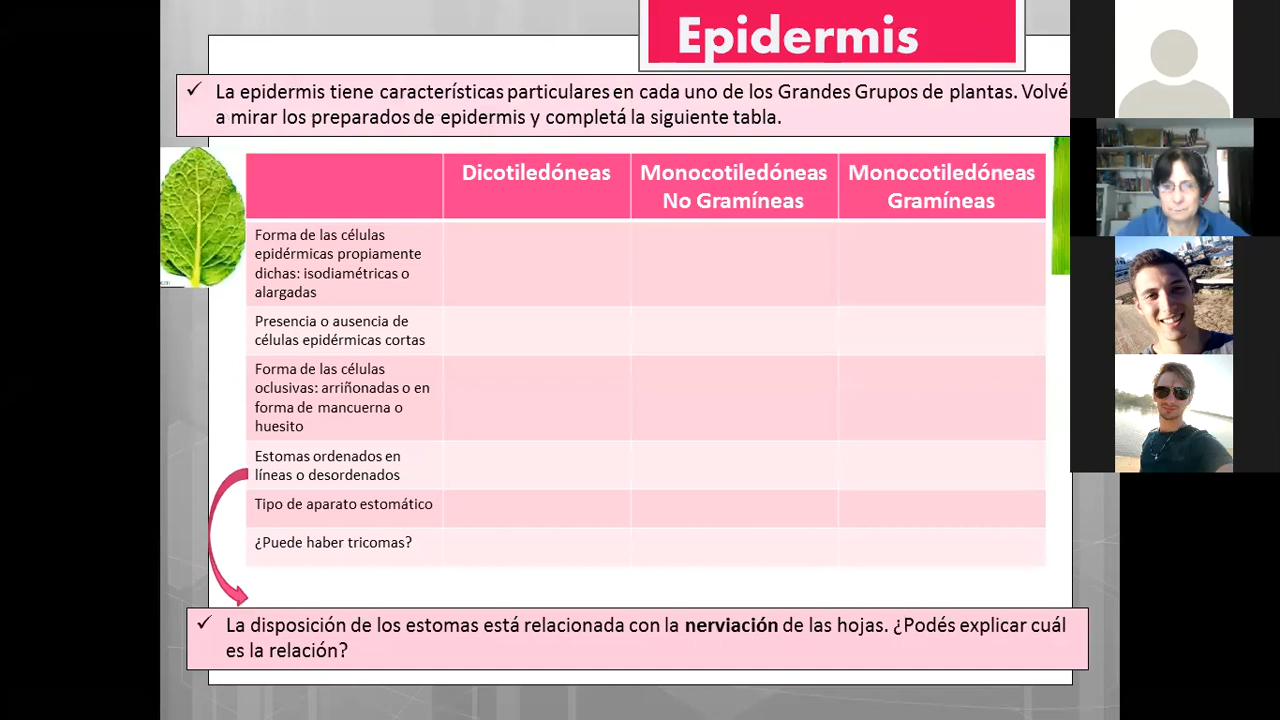 Epidermis
✓ La epidermis tiene características particulares en cada uno de los Grandes Grupos de plantas. Volvé
a mirar los preparados de epidermis y completá la siguiente tabla.
Dicotiledóneas
Monocotiledóneas
No Gramíneas
Monocotiledóneas
Gramíneas
Forma de las células
epidérmicas propiamente
dichas: isodiamétricas o
alargadas
Presencia o ausencia de
células epidérmicas cortas
Forma de las células
oclusivas: arriñonadas o en
forma de mancuerna o
huesito
Estomas ordenados en
líneas o desordenados
Tipo de aparato estomático
¿Puede haber tricomas?
✓ La disposición de los estomas está relacionada con la nerviación de las hojas. ¿Podés explicar cuál
es la relación?